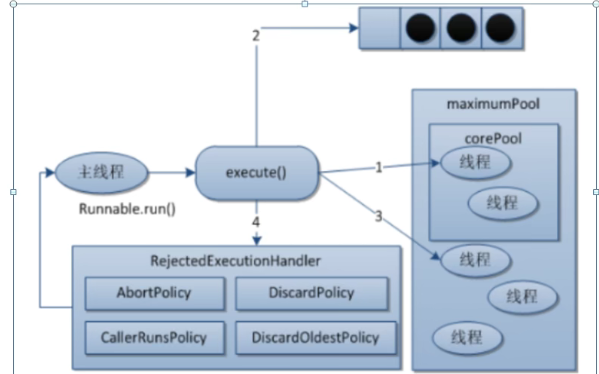 2
maximumPool
corePool
主线程
execute()
1
线程
线程
Runnable.run()
4
3
线程
RejectedExecutionHandler
AbortPolicy
DiscardPolicy
线程
CallerRunsPolicy
DiscardOldestPolicy
线程